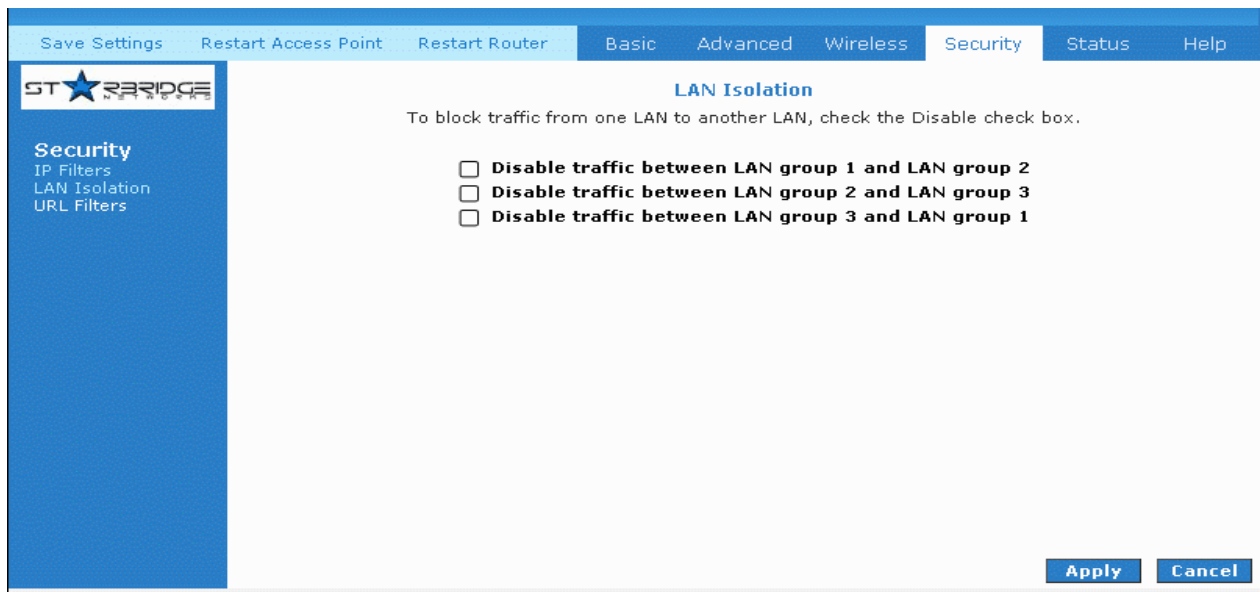 Save Settings Restart Access Point Restart Router Basic Advanced Wireless Security Status Help
ST★RBRIDGE
NETWORKS
LAN Isolation
To block traffic from one LAN to another LAN, check the Disable check box.
Security
IP Filters
LAN Isolation
URL Filters
Disable traffic between LAN group 1 and LAN group 2
Disable traffic between LAN group 2 and LAN group 3
Disable traffic between LAN group 3 and LAN group 1
Apply Cancel